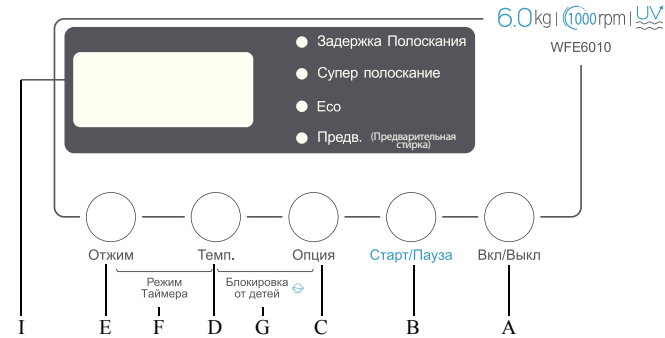 6.0kg | 1000rpm | UV
WFE6010
Задержка Полоскания
Супер полоскание
Eco
Предв. (Предварительная
стирка)
Отжим Темп. Опция Старт/Пауза Вкл/Выкл
Режим
Таймера
Блокировка
от детей
I E F D G C B A